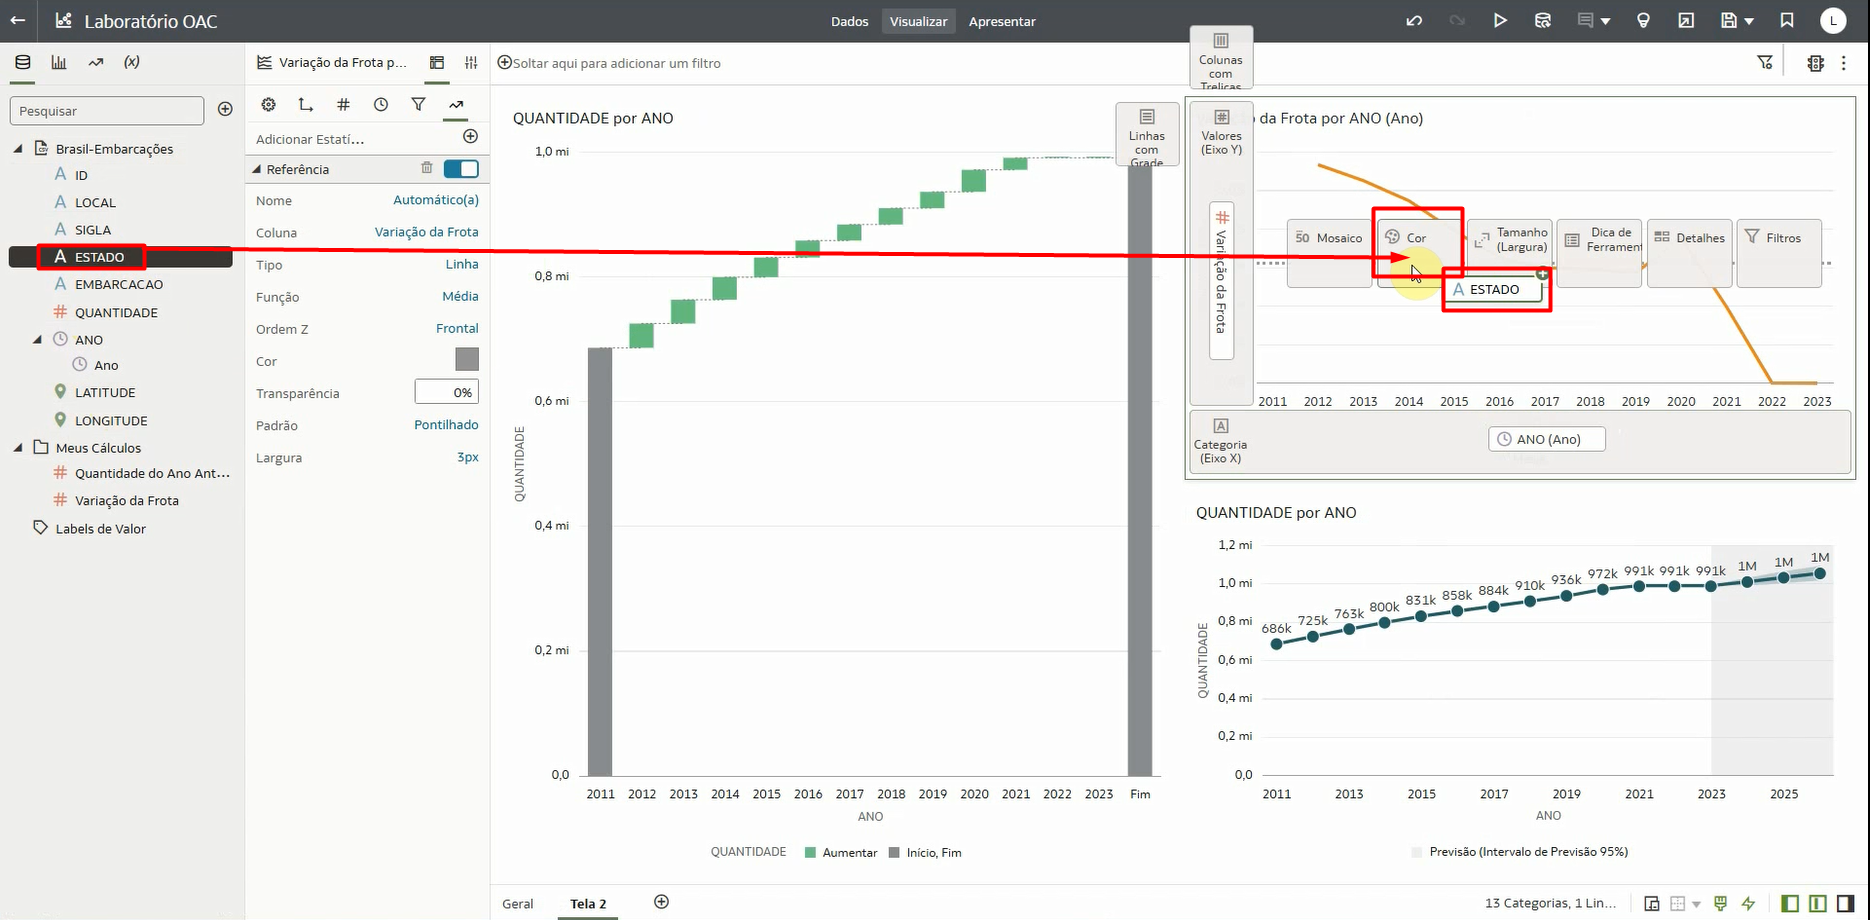 Laboratório OAC
Dados
Visualizar
Apresentar
L
Pesquisar
Brasil-Embarcações
ID
LOCAL
SIGLA
ESTADO
EMBARCACAO
QUANTIDADE
ANO
Ano
LATITUDE
LONGITUDE
Meus Cálculos
Quantidade do Ano Ant...
Variação da Frota
Labels de Valor
Variação da Frota p...
Adicionar Estatí...
Referência
Nome Automático(a)
Coluna Variação da Frota
Tipo Linha
Função Média
Ordem Z Frontal
Cor
Transparência 0%
Padrão Pontilhado
Largura 3px
Soltar aqui para adicionar um filtro
QUANTIDADE por ANO
1,0 mi
0,8 mi
0,6 mi
0,4 mi
0,2 mi
0,0
QUANTIDADE
2011 2012 2013 2014 2015 2016 2017 2018 2019 2020 2021 2022 2023 Fim
ANO
QUANTIDADE Aumentar Início, Fim
Linhas
com
Grade
Colunas
com
Treliças
da Frota por ANO (Ano)
Valores
(Eixo Y)
Variação da Frota
Mosaico
Cor
Tamanho
(Largura)
Dica de
Ferrament
Detalhes
Filtros
ESTADO
2011 2012 2013 2014 2015 2016 2017 2018 2019 2020 2021 2022 2023
Categoria
(Eixo X)
ANO (Ano)
QUANTIDADE por ANO
1,2 mi
1,0 mi
0,8 mi
0,6 mi
0,4 mi
0,2 mi
0,0
QUANTIDADE
686k 725k 763k 800k 831k 858k 884k 910k 936k 972k 991k 991k 991k 1M 1M 1M
2011 2013 2015 2017 2019 2021 2023 2025
ANO
Previsão (Intervalo de Previsão 95%)
Geral
Tela 2
13 Categorias, 1 Lin...